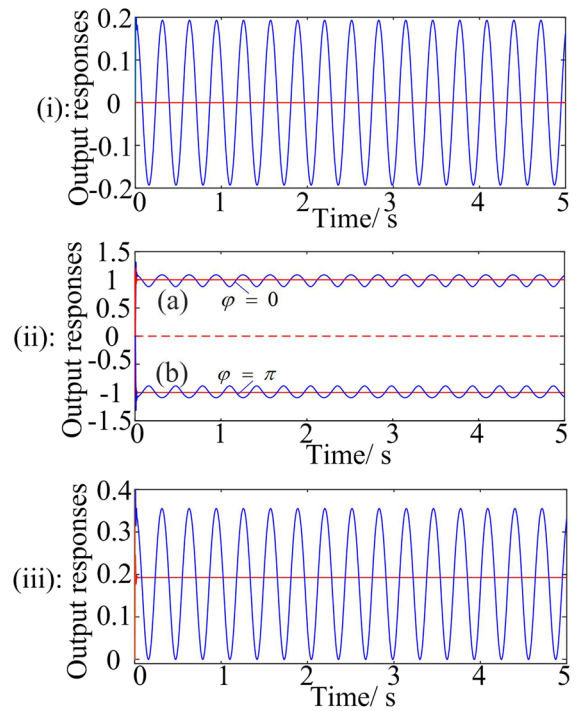 (i):
Output responses
0.2
0.1
0
-0.1
-0.2
0 1 2 3 4 5
Time/ s
(ii):
Output responses
1.5
1
0.5
0
-0.5
-1
-1.5
(a) φ = 0
(b) φ = π
0 1 2 3 4 5
Time/ s
(iii):
Output responses
0.4
0.3
0.2
0.1
0
0 1 2 3 4 5
Time/ s